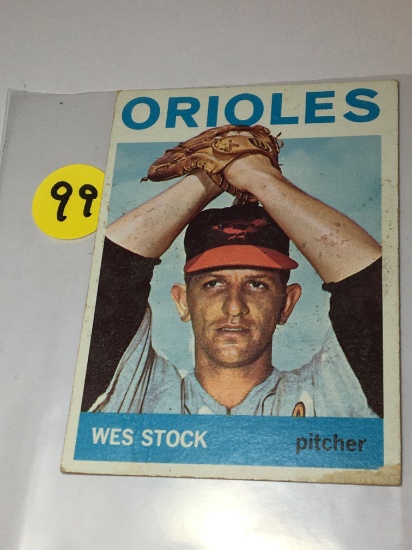 ORIOLES
99
WES STOCK pitcher